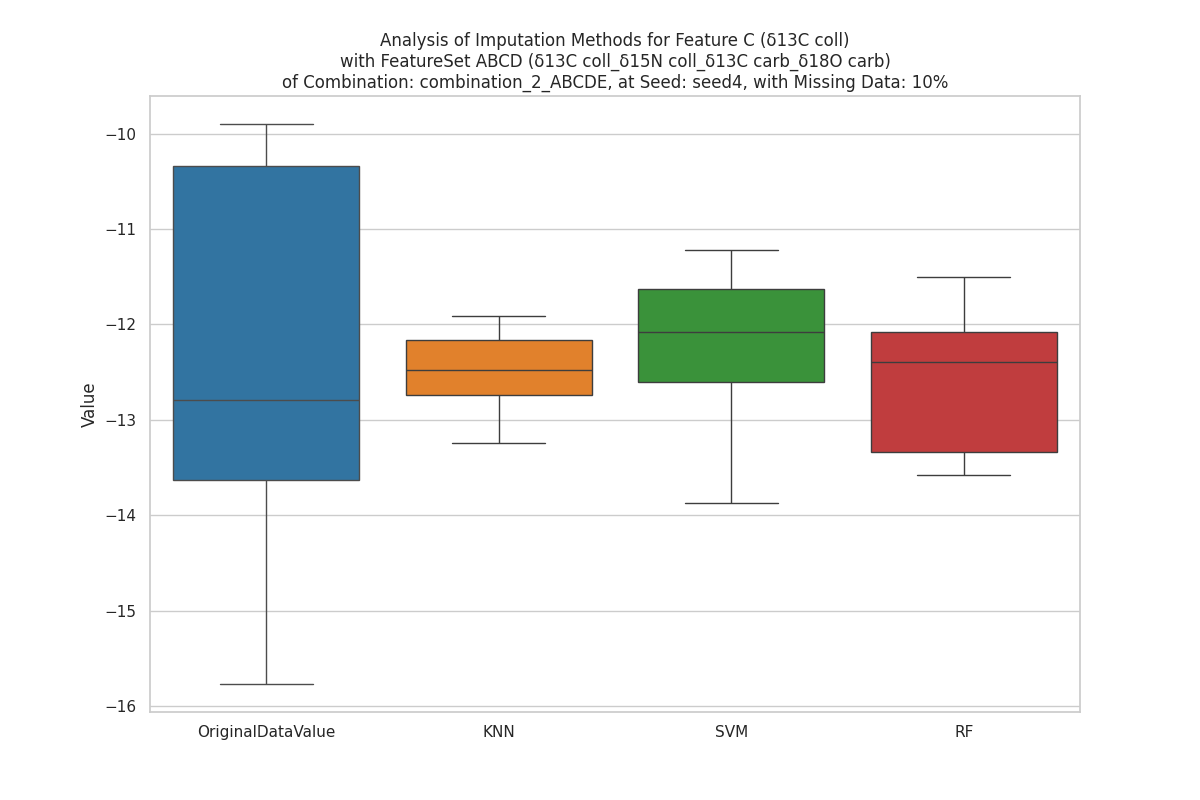 Analysis of Imputation Methods for Feature C (δ13C coll)
with FeatureSet ABCD (δ13C coll_δ15N coll_δ13C carb_δ18O carb)
of Combination: combination_2_ABCDE, at Seed: seed4, with Missing Data: 10%
Value
−10
−11
−12
−13
−14
−15
−16
OriginalDataValue KNN SVM RF